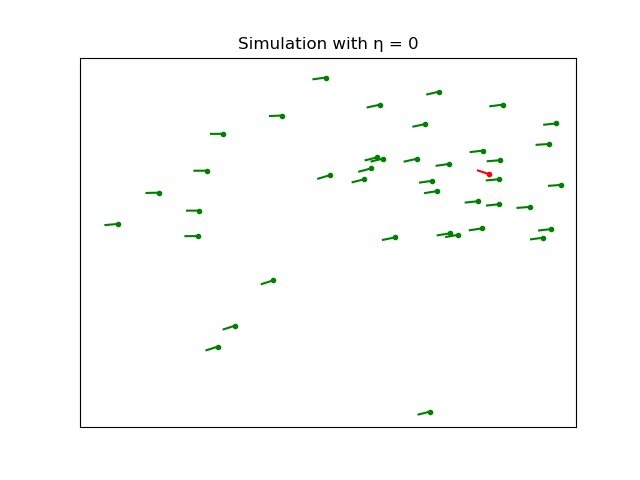 Simulation with η = 0